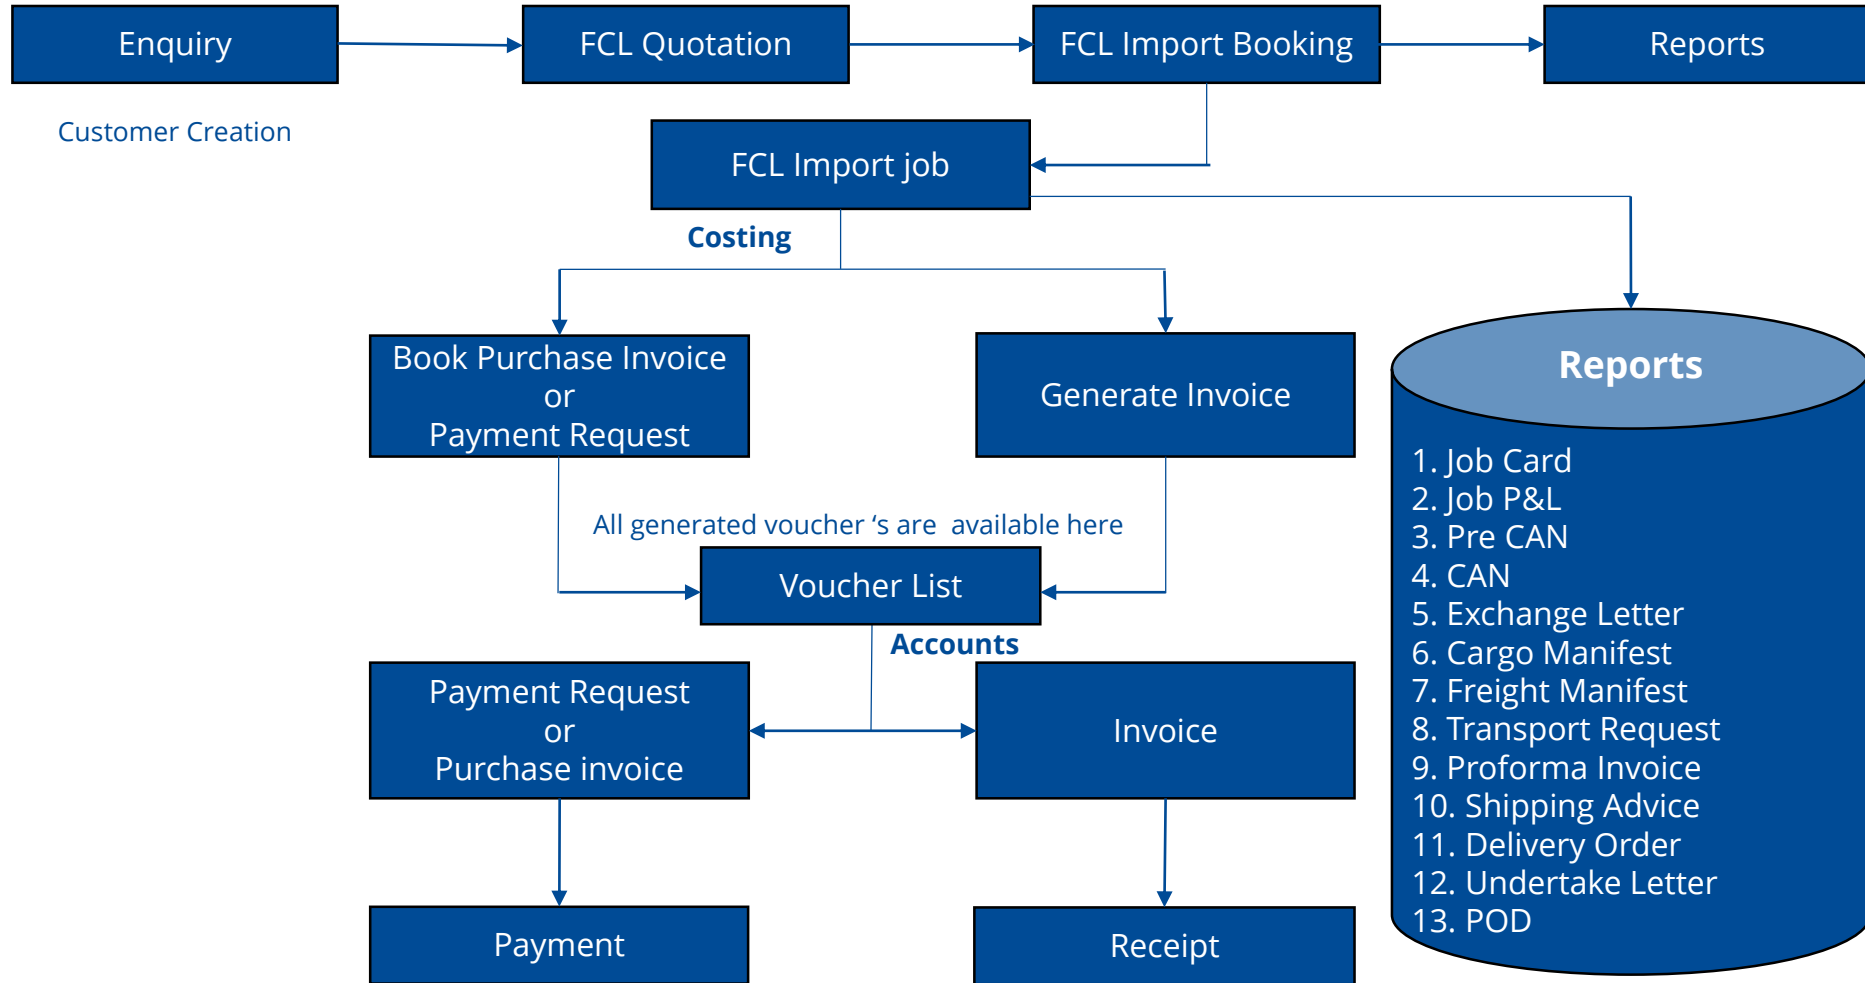 Enquiry
FCL Quotation
FCL Import Booking
Reports
Customer Creation
FCL Import job
Costing
Book Purchase Invoice
or
Payment Request
Generate Invoice
All generated voucher ‘s are  available here
Voucher List
Accounts
Payment Request
or
Purchase invoice
Invoice
Payment
Receipt
Reports
1. Job Card
2. Job P&L
3. Pre CAN
4. CAN
5. Exchange Letter
6. Cargo Manifest
7. Freight Manifest
8. Transport Request
9. Proforma Invoice
10. Shipping Advice
11. Delivery Order
12. Undertake Letter
13. POD